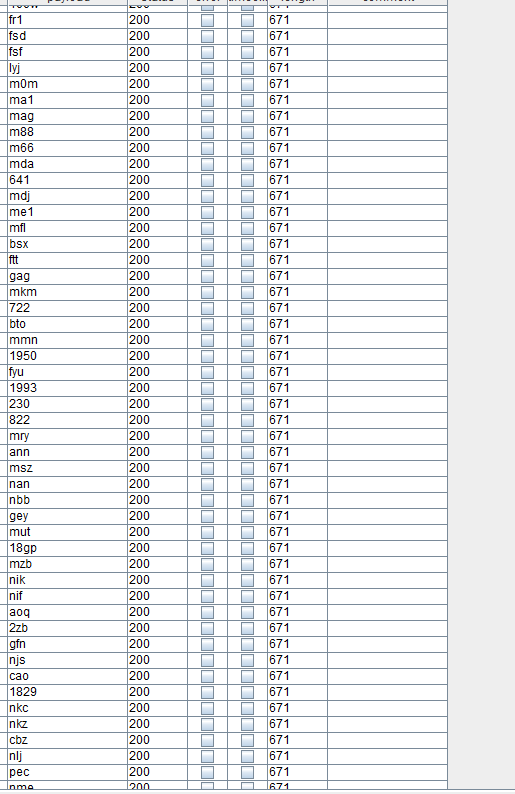 fr1 200 671
fsd 200 671
fsf 200 671
lyj 200 671
m0m 200 671
ma1 200 671
mag 200 671
m88 200 671
m66 200 671
mda 200 671
641 200 671
mdj 200 671
me1 200 671
mfl 200 671
bsx 200 671
ftt 200 671
gag 200 671
mkm 200 671
722 200 671
bto 200 671
mmn 200 671
1950 200 671
fyu 200 671
1993 200 671
230 200 671
822 200 671
mry 200 671
ann 200 671
msz 200 671
nan 200 671
nbb 200 671
gey 200 671
mut 200 671
18gp 200 671
mzb 200 671
nik 200 671
nif 200 671
aoq 200 671
2zb 200 671
gfn 200 671
njs 200 671
cao 200 671
1829 200 671
nkc 200 671
nkz 200 671
cbz 200 671
nlj 200 671
pec 200 671
nme 200 671